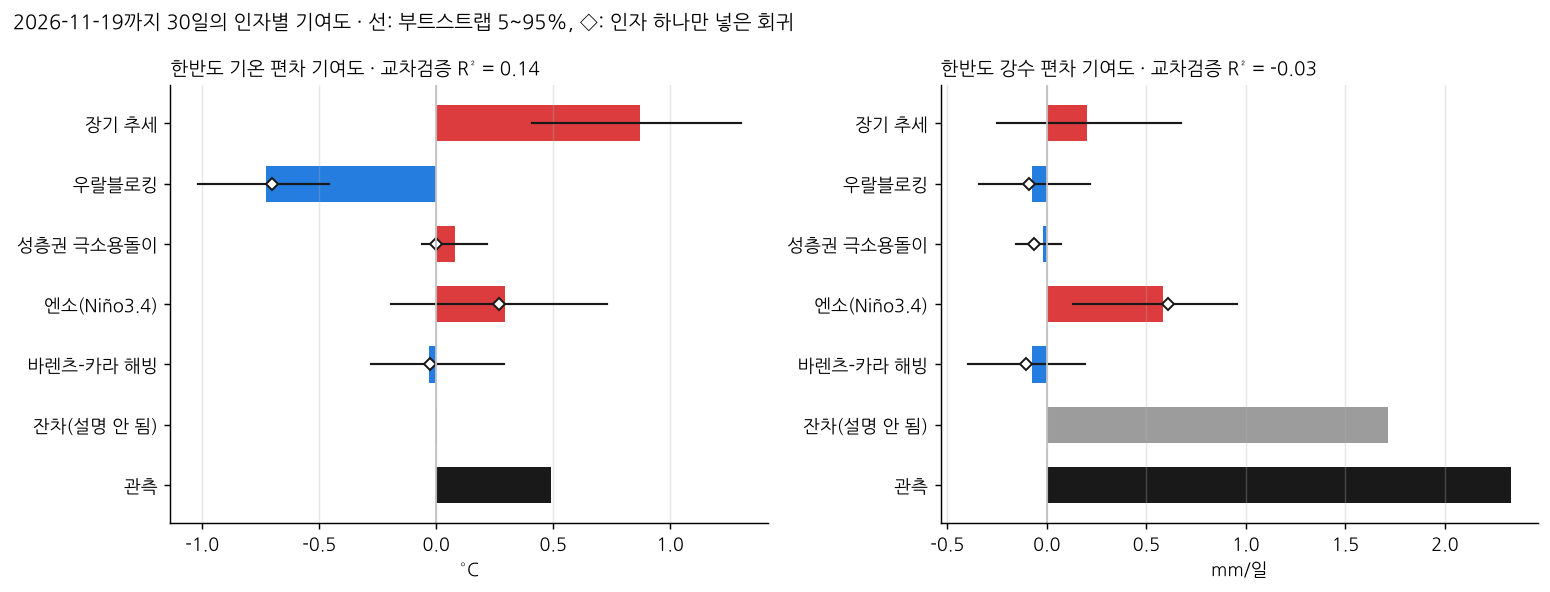 2026-11-19까지 30일의 인자별 기여도 · 선: 부트스트랩 5~95%, ◇: 인자 하나만 넣은 회귀
한반도 기온 편차 기여도 · 교차검증 R² = 0.14
장기 추세
우랄블로킹
성층권 극소용돌이
엔소(Niño3.4)
바렌츠-카라 해빙
잔차(설명 안 됨)
관측
-1.0 -0.5 0.0 0.5 1.0
°C
한반도 강수 편차 기여도 · 교차검증 R² = -0.03
장기 추세
우랄블로킹
성층권 극소용돌이
엔소(Niño3.4)
바렌츠-카라 해빙
잔차(설명 안 됨)
관측
-0.5 0.0 0.5 1.0 1.5 2.0
mm/일